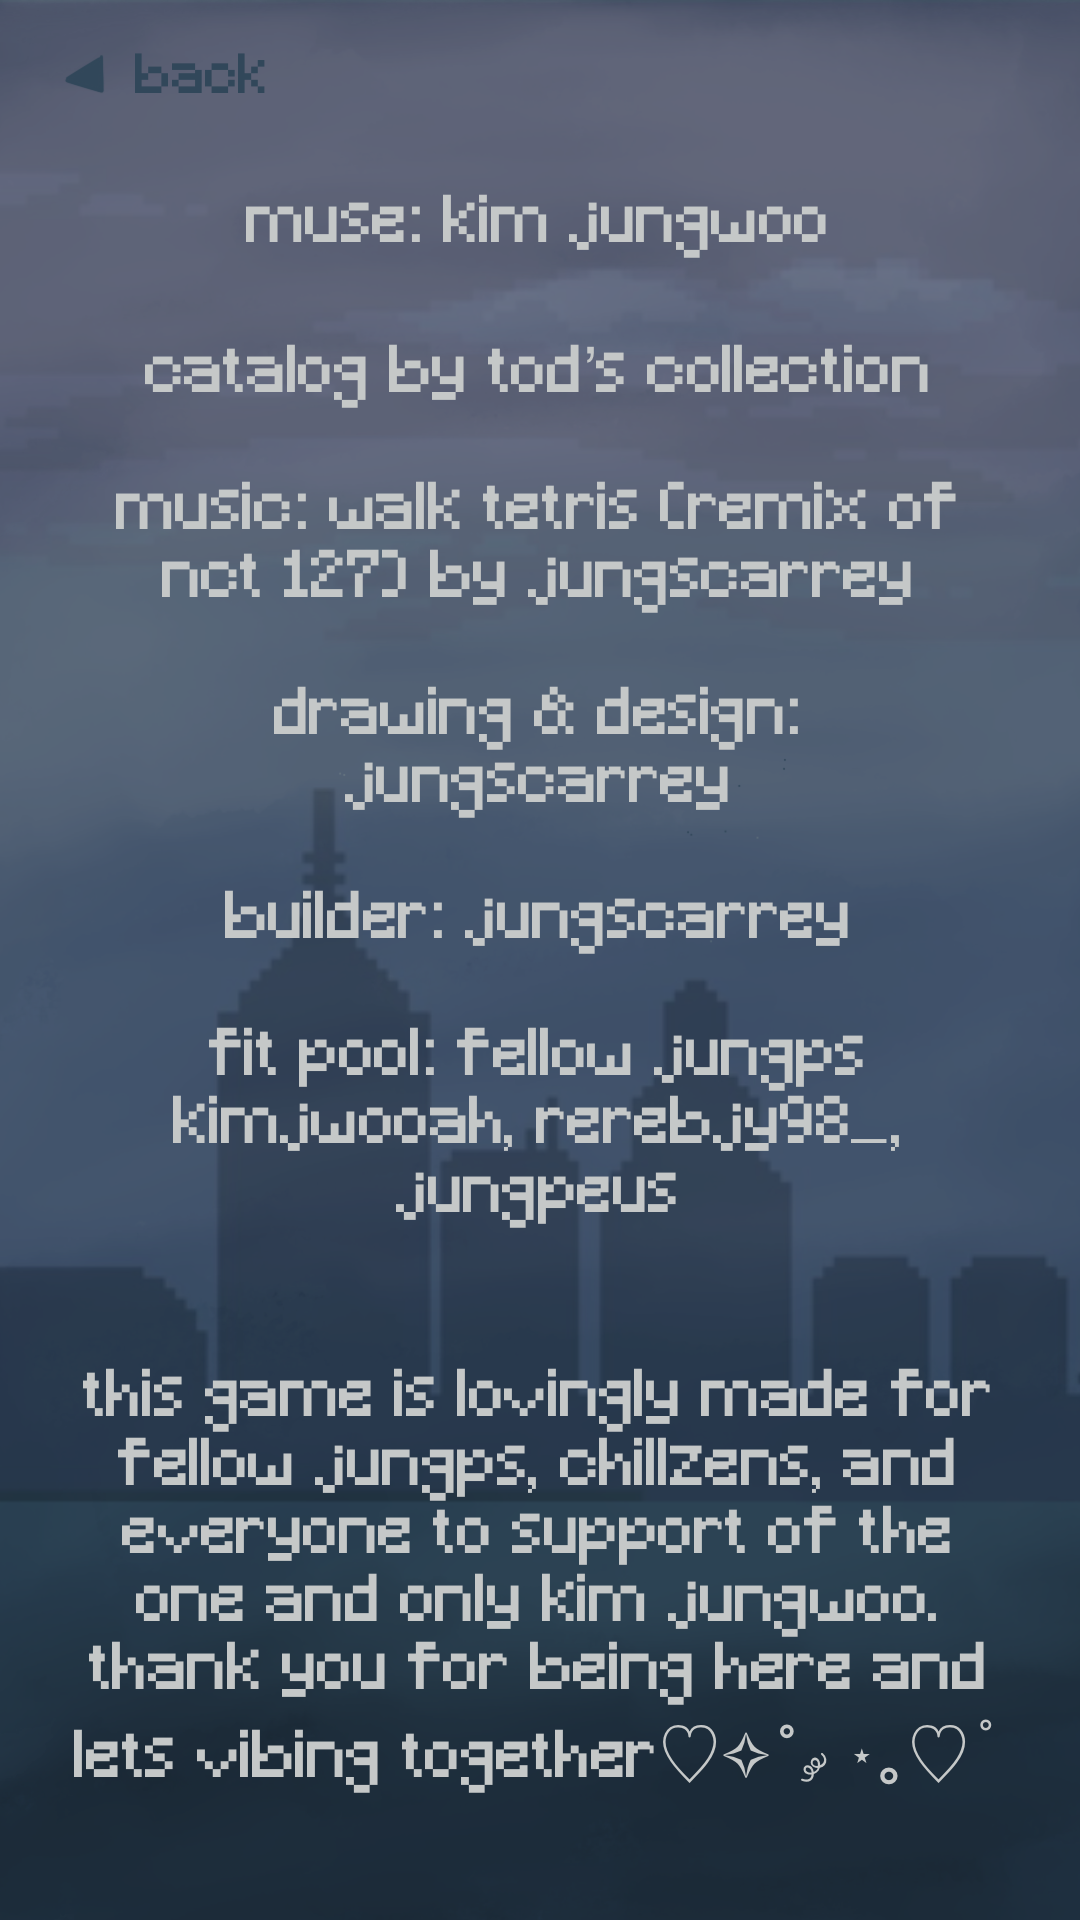 ◀ back
muse: kim jungwoo
catalog by tod's collection
music: walk tetris (remix of
nct 127) by jungscarrey
drawing & design:
jungscarrey
builder: jungscarrey
fit pool: fellow jungps
kimjwooah, rerebjy98_,
jungpeus
this game is lovingly made for
fellow jungps, chillzens, and
everyone to support of the
one and only kim jungwoo.
thank you for being here and
lets vibing together♡✧˚ ༘ ⋆｡♡˚